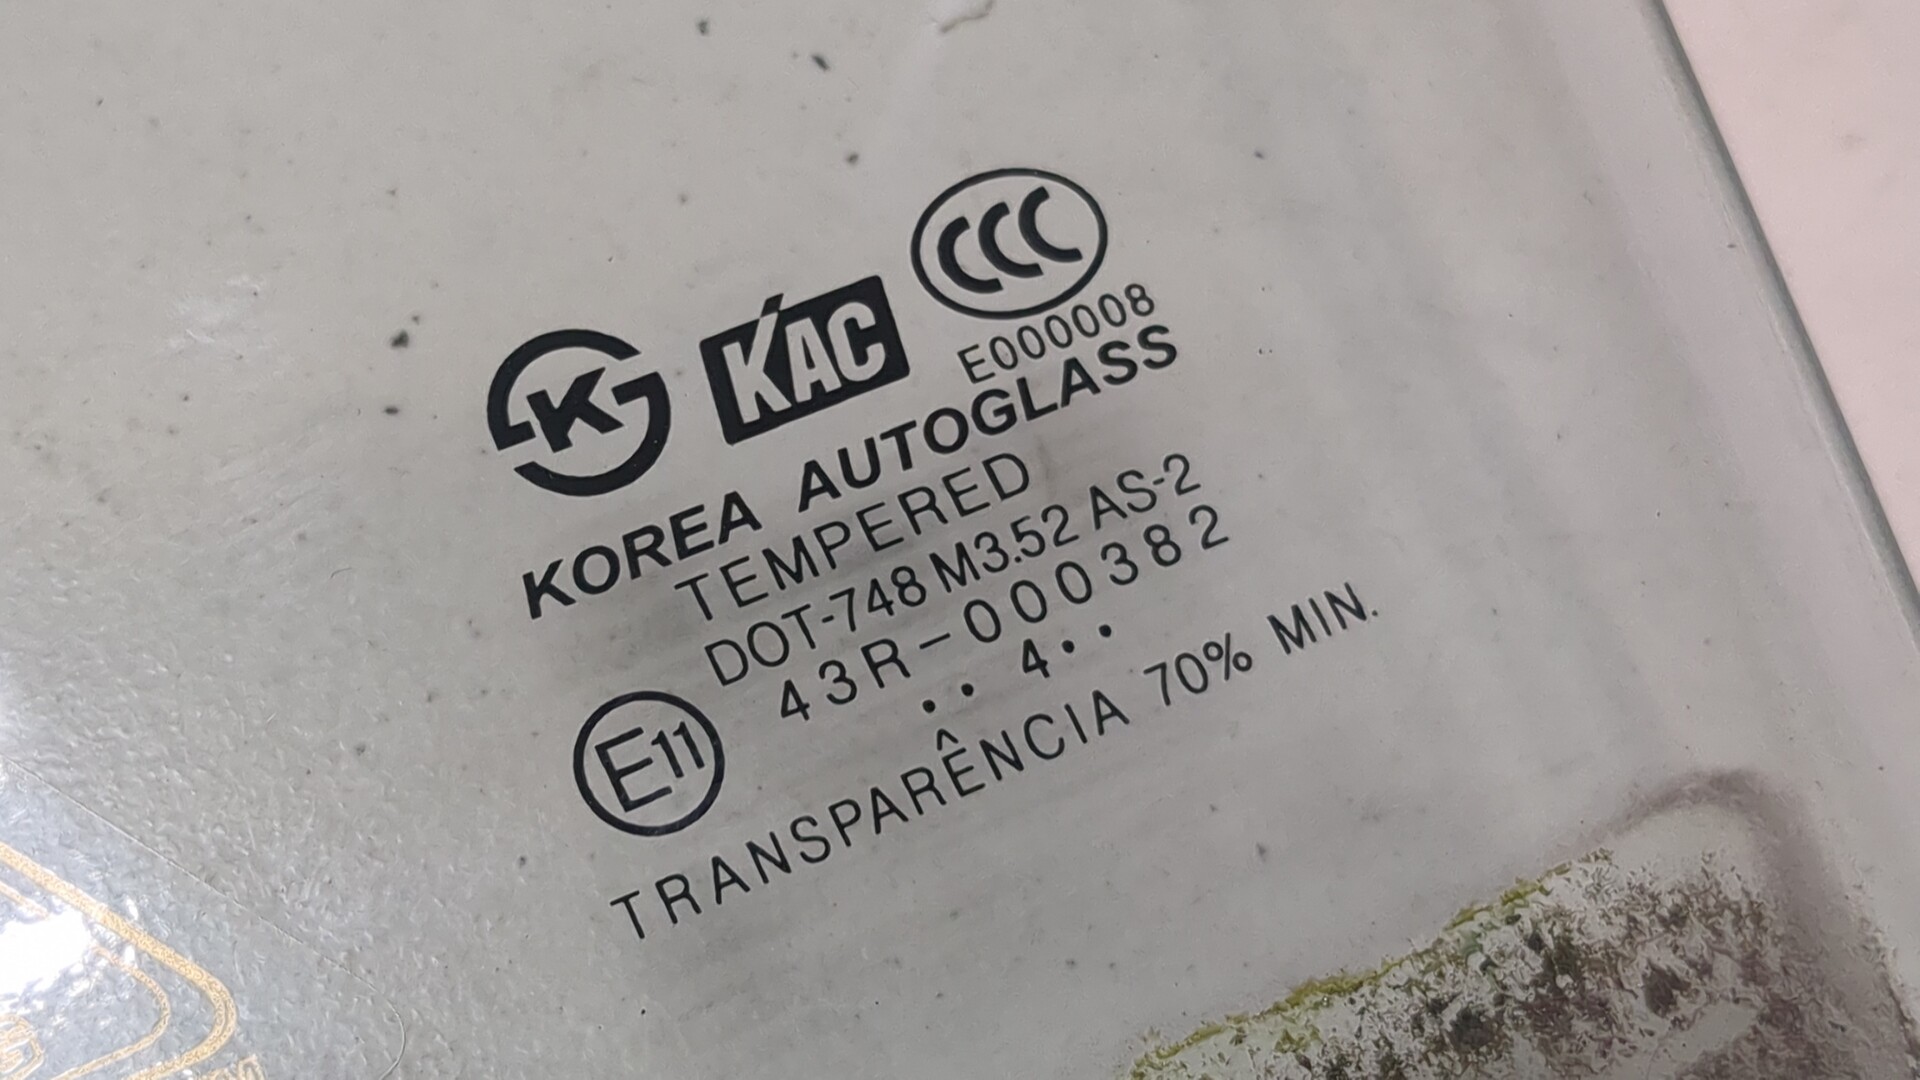 K
KAC
CCC
E000008
KOREA AUTOGLASS
TEMPERED
DOT-748 M3.52 AS-2
43R-000382
•• 4••
E11
TRANSPARÊNCIA 70% MIN.